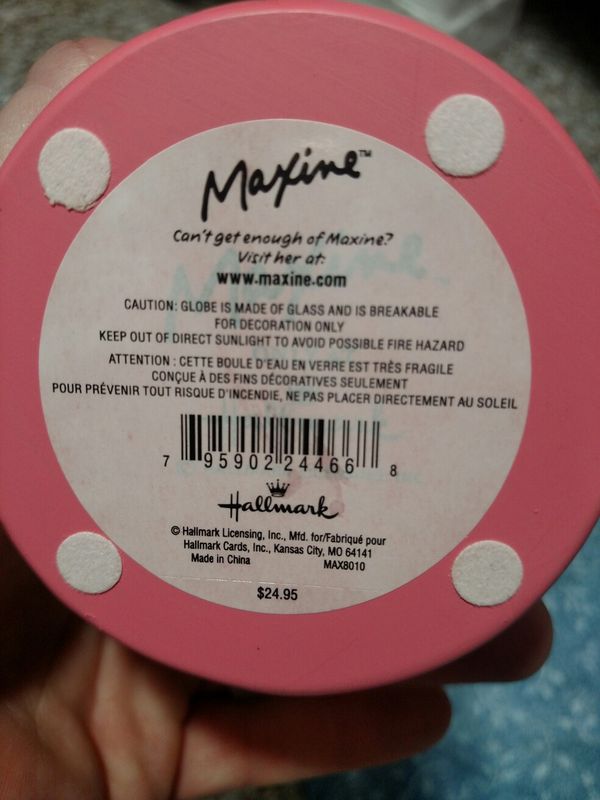 Maxine™
Can't get enough of Maxine?
Visit her at:
www.maxine.com
CAUTION: GLOBE IS MADE OF GLASS AND IS BREAKABLE
FOR DECORATION ONLY
KEEP OUT OF DIRECT SUNLIGHT TO AVOID POSSIBLE FIRE HAZARD
ATTENTION : CETTE BOULE D'EAU EN VERRE EST TRÈS FRAGILE
CONÇUE À DES FINS DÉCORATIVES SEULEMENT
POUR PRÉVENIR TOUT RISQUE D'INCENDIE, NE PAS PLACER DIRECTEMENT AU SOLEIL
7 95902 24466 8
Hallmark
© Hallmark Licensing, Inc., Mfd. for/Fabriqué pour
Hallmark Cards, Inc., Kansas City, MO 64141
Made in China MAX8010
$24.95